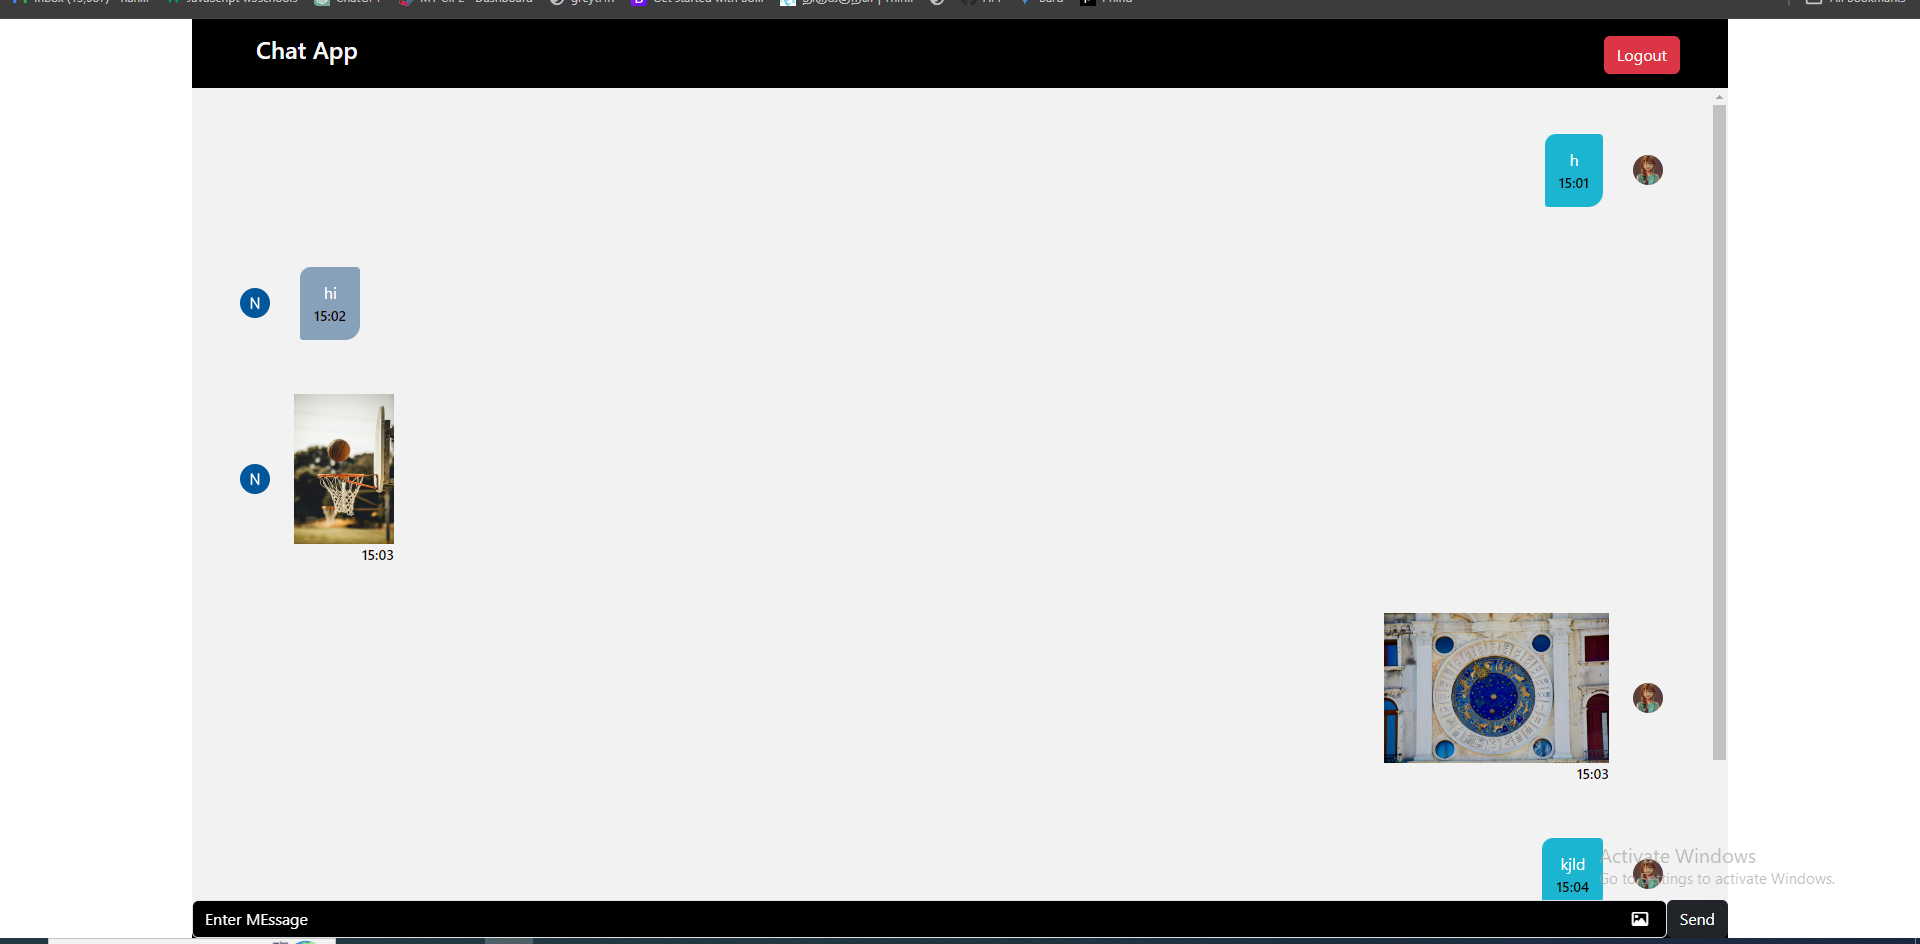 Chat App
Logout
h
15:01
N
hi
15:02
N
15:03
15:03
kjld
15:04
Activate Windows
Go to Settings to activate Windows.
Enter MEssage
Send